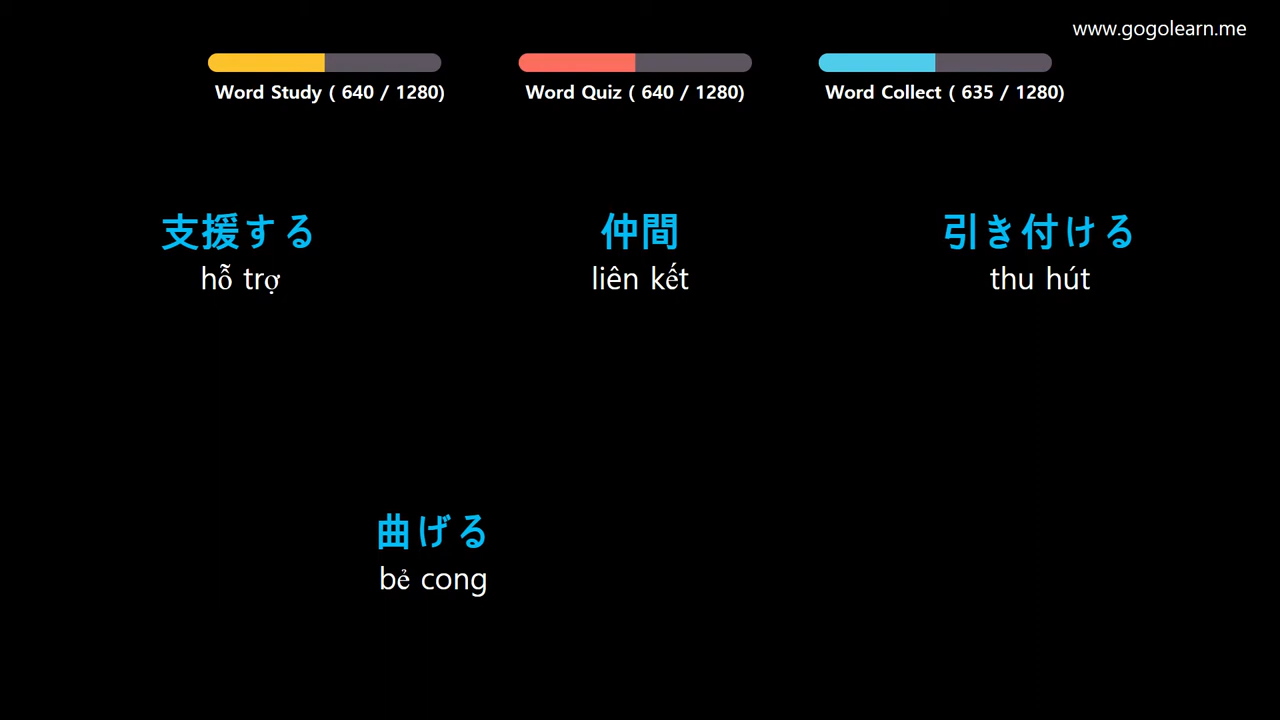 www.gogolearn.me
Word Study ( 640 / 1280)
Word Quiz ( 640 / 1280)
Word Collect ( 635 / 1280)
支援する
hỗ trợ
仲間
liên kết
引き付ける
thu hút
曲げる
bẻ cong